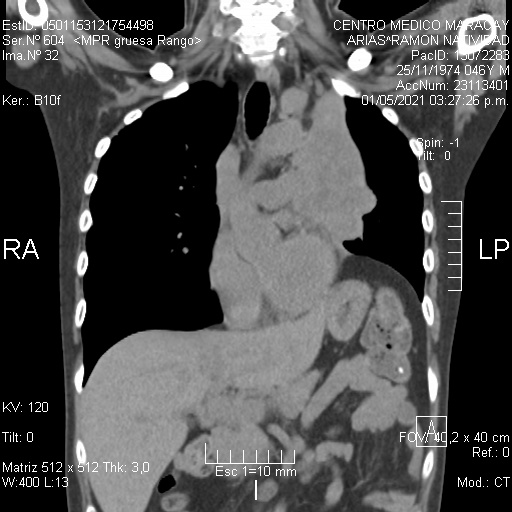 EstID: 0501153121754498
Ser.Nº 604 <MPR gruesa Rango>
Ima.Nº 32
Ker.: B10f
CENTRO MEDICO MARACAY
ARIAS^RAMON NATIVIDAD
25/11/1974 046Y M
AccNum: 23113401
01/05/2021 03:27:26 p.m.
Spin: -1
Tilt: 0
RA
LP
KV: 120
Tilt: 0
Matriz 512 x 512 Thk: 3,0
W:400 L:13
Esc 1=10 mm
A
FOV: 40,2 x 40 cm
Ref.: 0
Mod.: CT